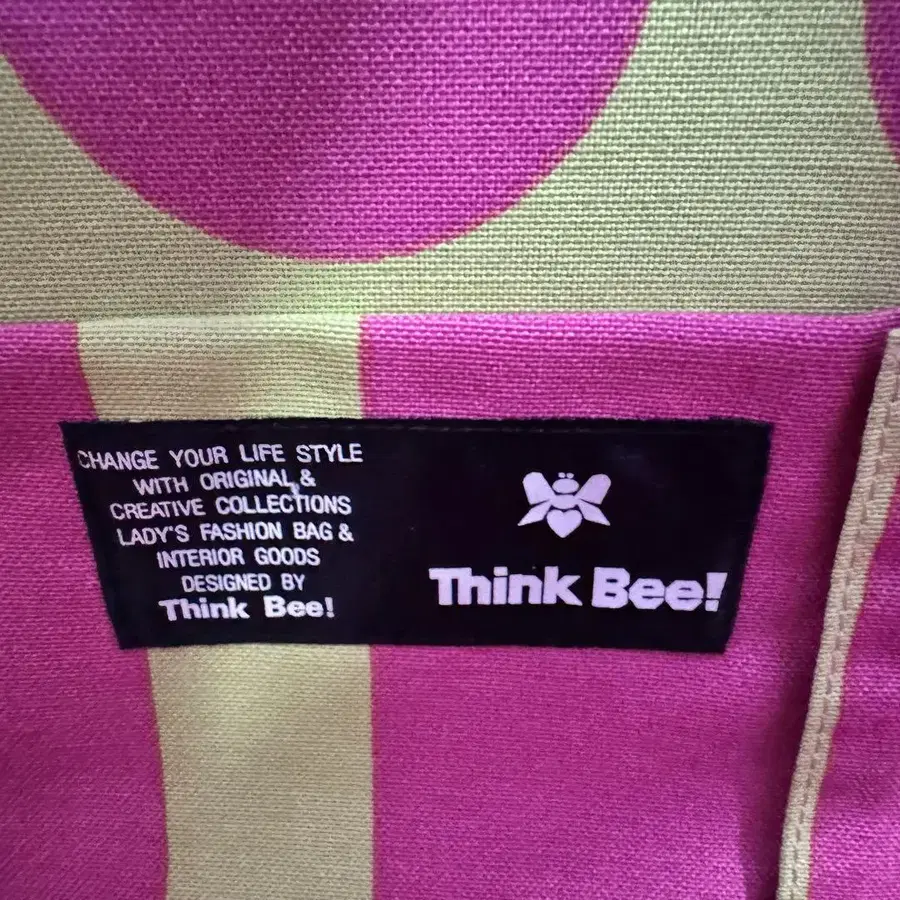 CHANGE YOUR LIFE STYLE
WITH ORIGINAL &
CREATIVE COLLECTIONS
LADY'S FASHION BAG &
INTERIOR GOODS
DESIGNED BY
Think Bee!
Think Bee!